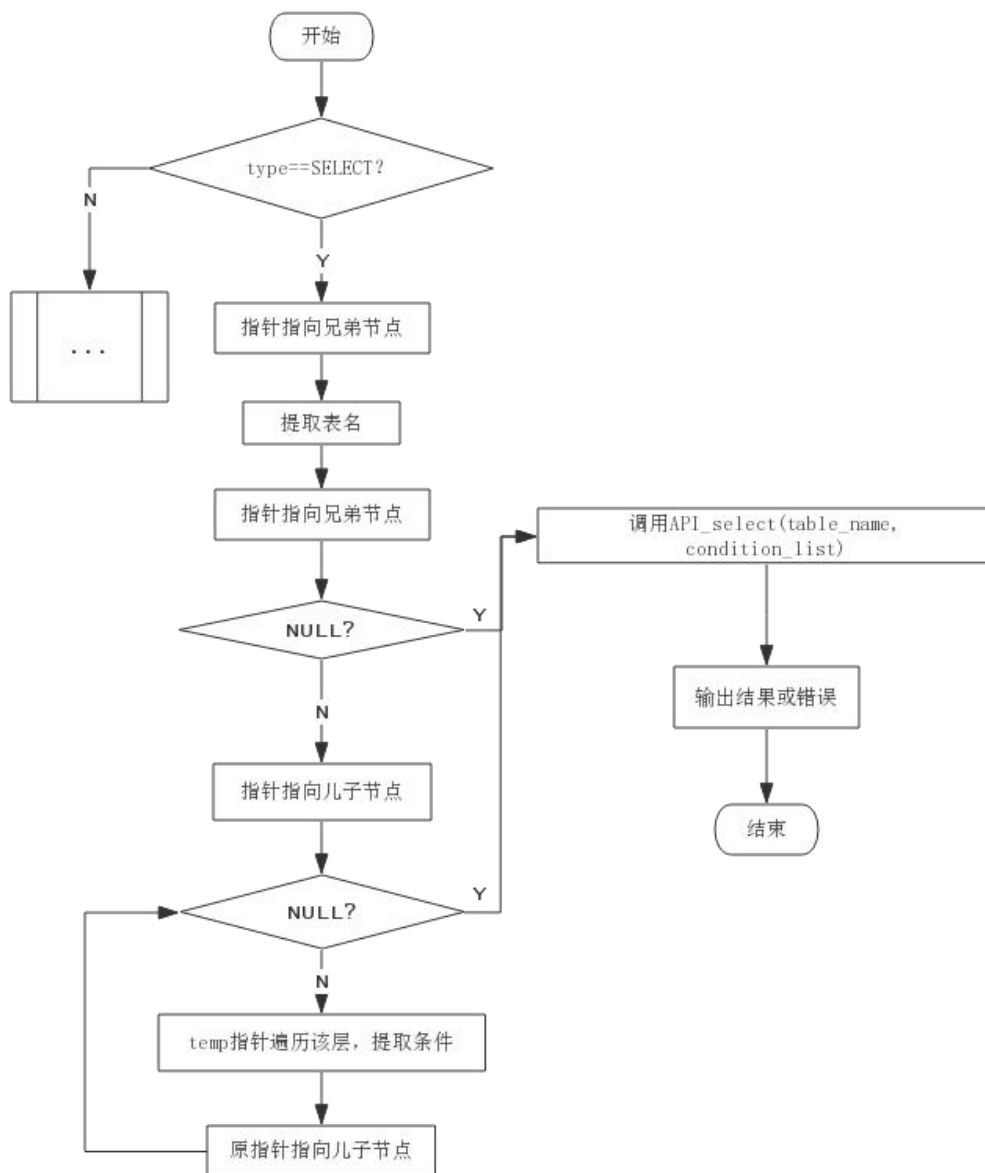 开始
type==SELECT?
N
Y
指针指向兄弟节点
...
提取表名
指针指向兄弟节点
调用API_select(table_name,
condition_list)
NULL?
Y
输出结果或错误
N
指针指向儿子节点
结束
NULL?
Y
N
temp指针遍历该层，提取条件
原指针指向儿子节点